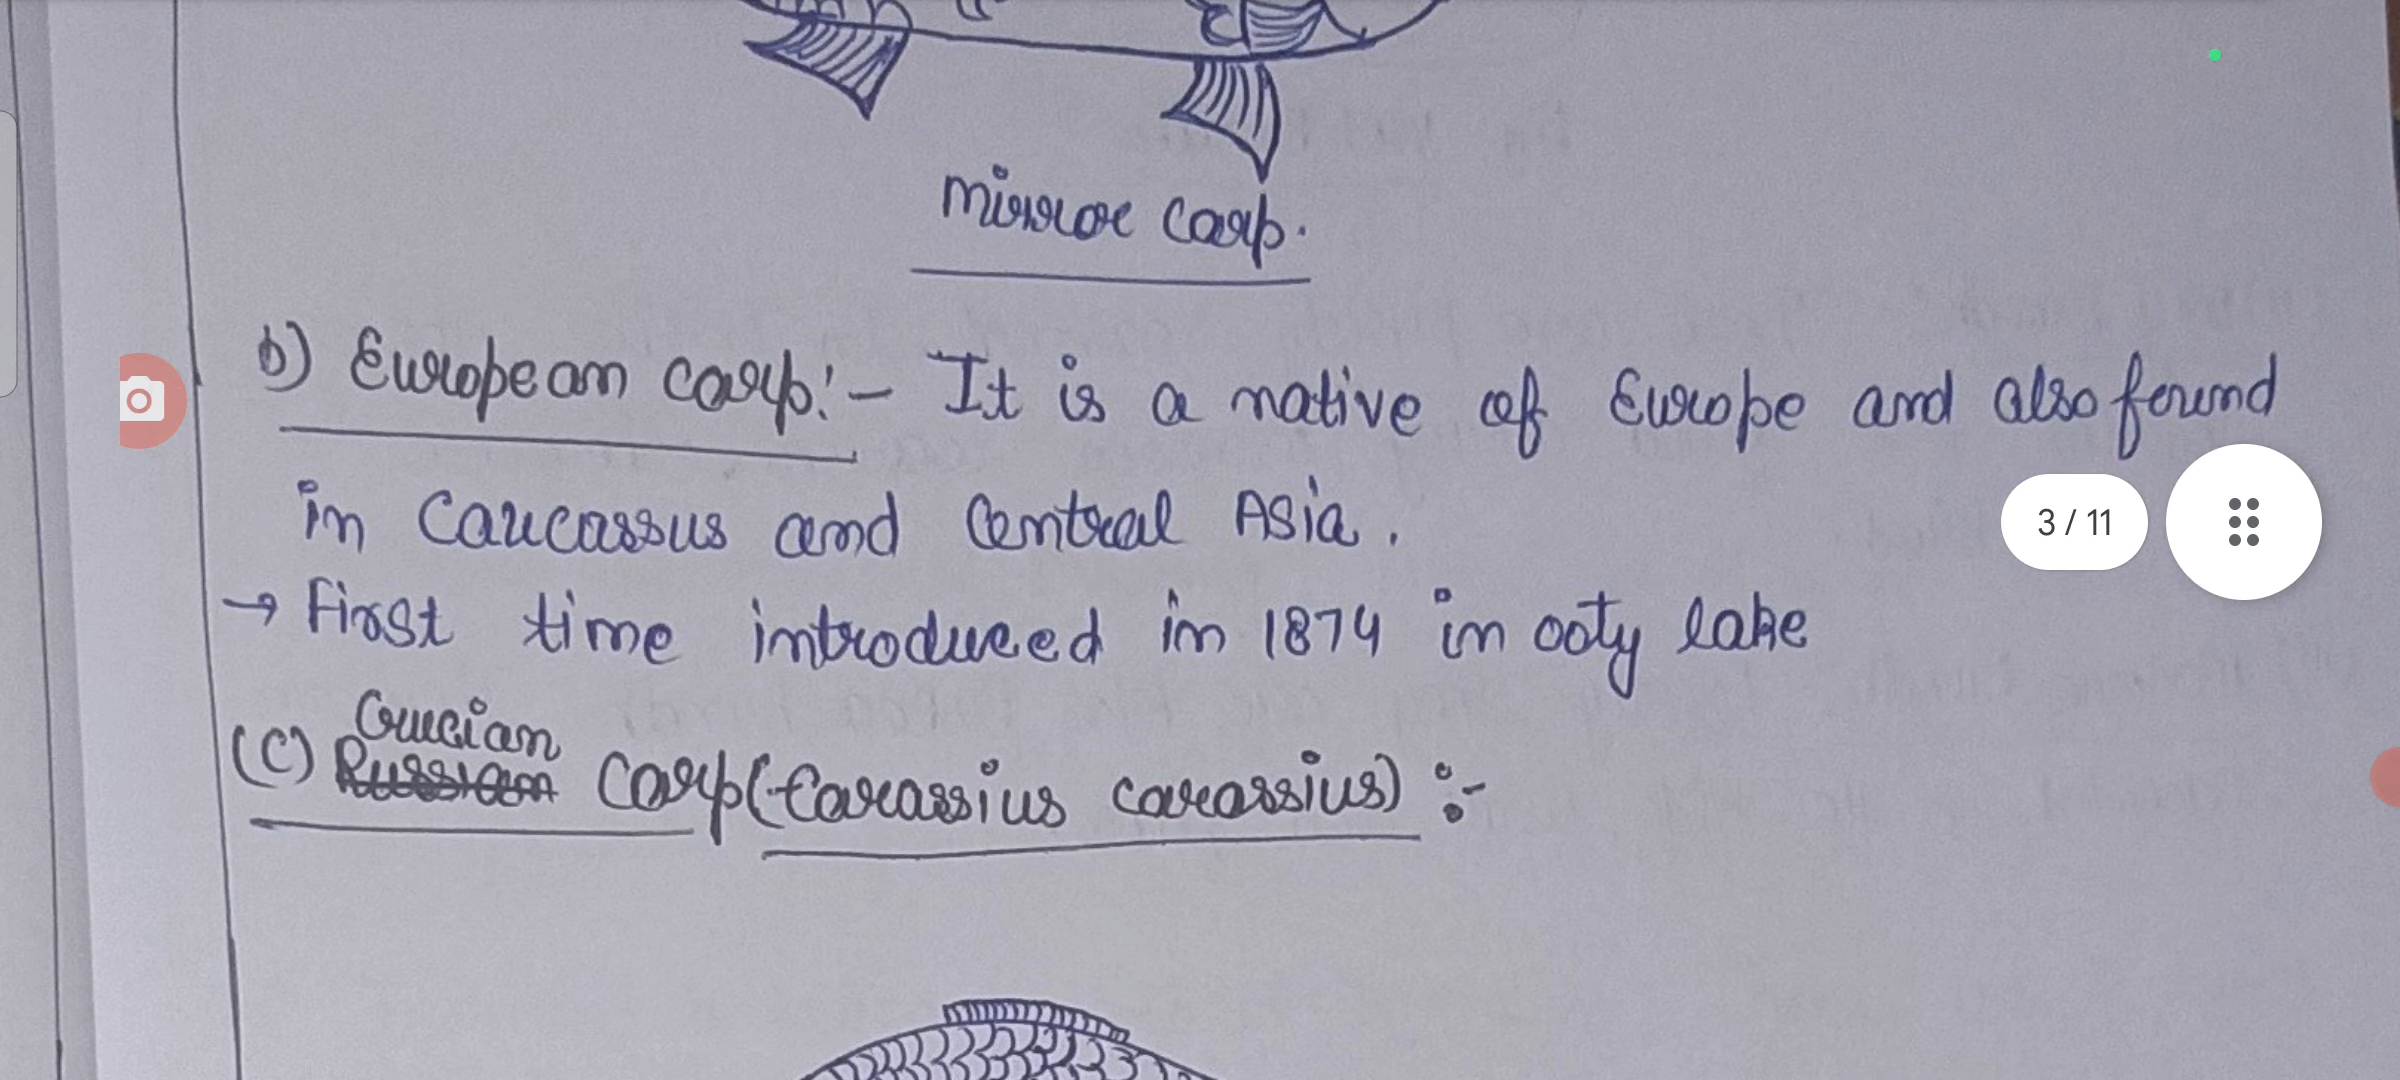 mirror carp.
b) European carp:- It is a native of Europe and also found
in Caucassus and Central Asia.
3 / 11
→ First time introduced in 1874 in ooty lake
Crucian
(C) Russian carp (Carassius carassius) :-